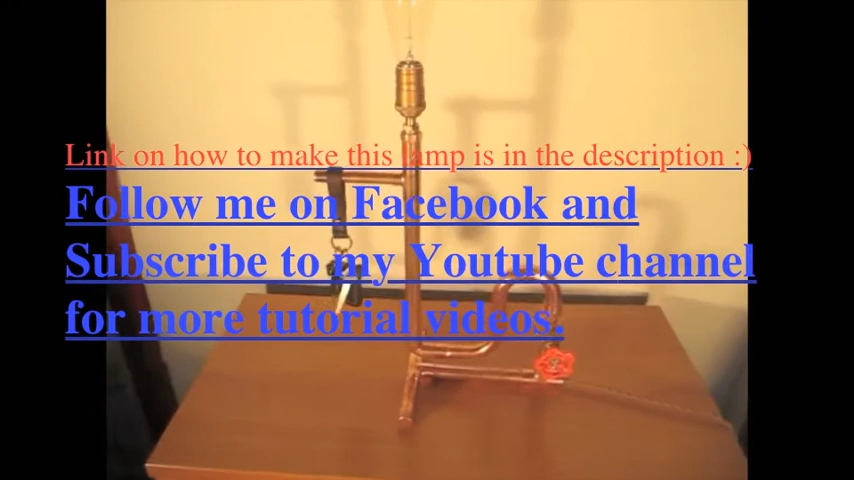 Link on how to make this lamp is in the description :)
Follow me on Facebook and
Subscribe to my Youtube channel
for more tutorial videos.